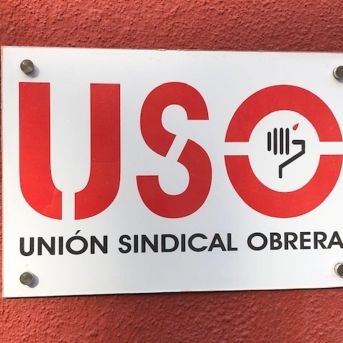 USO
UNIÓN SINDICAL OBRERA